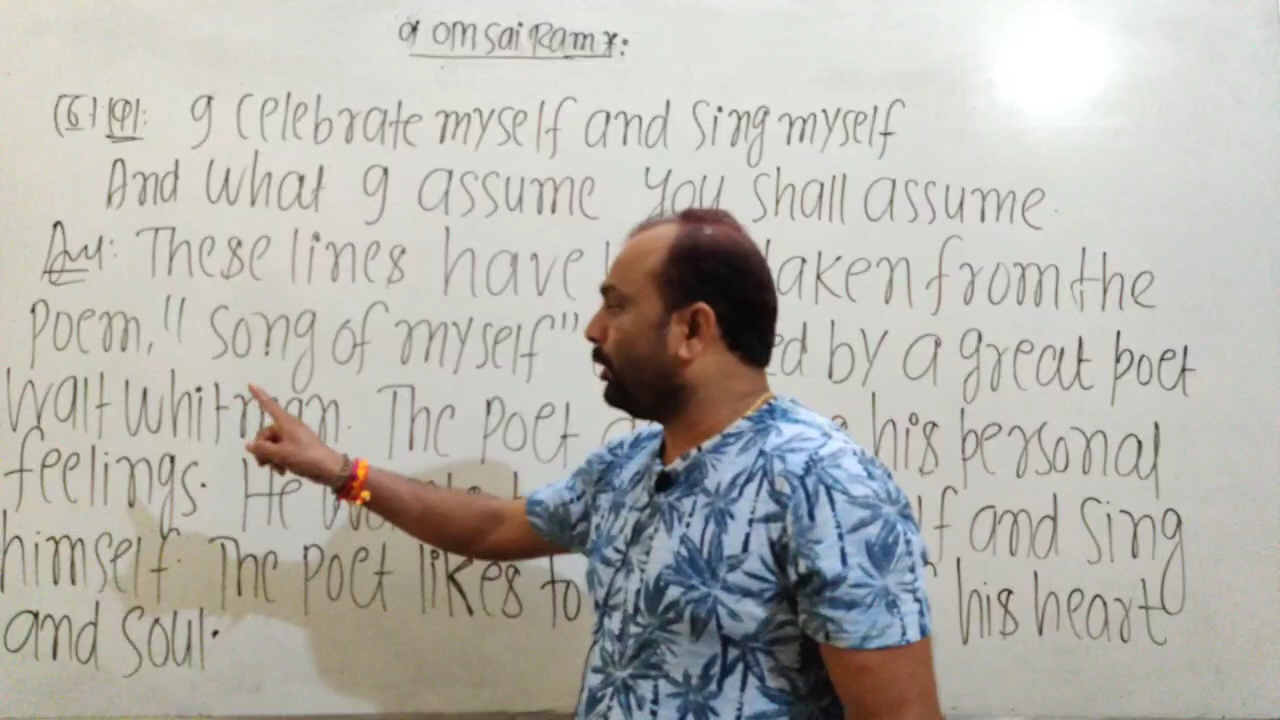 OM Sai Ram *:
(6) (P): I celebrate myself and Sing myself
And What I assume you shall assume.
Ans: These lines have taken from the
Poem, "Song of myself" by a great poet
Walt Whitman. The Poet his personal
feelings. He and Sing
himself. The Poet likes to his heart
and Soul.